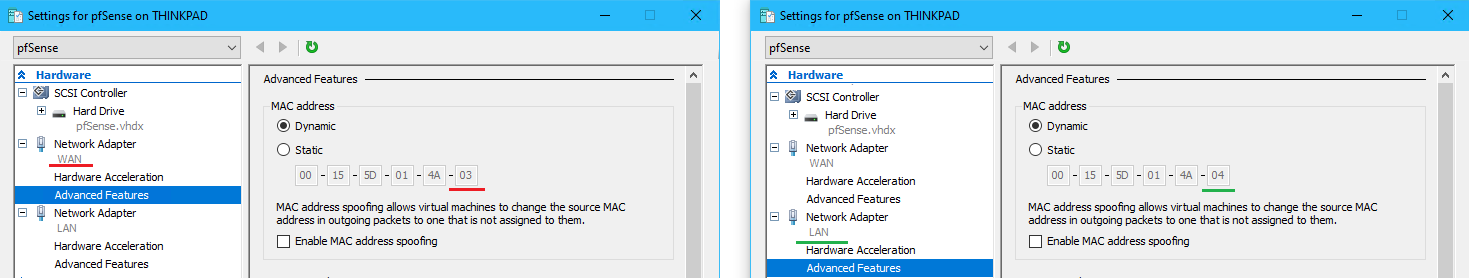 Settings for pfSense on THINKPAD
pfSense
Hardware
SCSI Controller
Hard Drive
pfSense.vhdx
Network Adapter
WAN
Hardware Acceleration
Advanced Features
Network Adapter
LAN
Hardware Acceleration
Advanced Features
Advanced Features
MAC address
Dynamic
Static
00 - 15 - 5D - 01 - 4A - 03
MAC address spoofing allows virtual machines to change the source MAC
address in outgoing packets to one that is not assigned to them.
Enable MAC address spoofing
Settings for pfSense on THINKPAD
pfSense
Hardware
SCSI Controller
Hard Drive
pfSense.vhdx
Network Adapter
WAN
Hardware Acceleration
Advanced Features
Network Adapter
LAN
Hardware Acceleration
Advanced Features
Advanced Features
MAC address
Dynamic
Static
00 - 15 - 5D - 01 - 4A - 04
MAC address spoofing allows virtual machines to change the source MAC
address in outgoing packets to one that is not assigned to them.
Enable MAC address spoofing